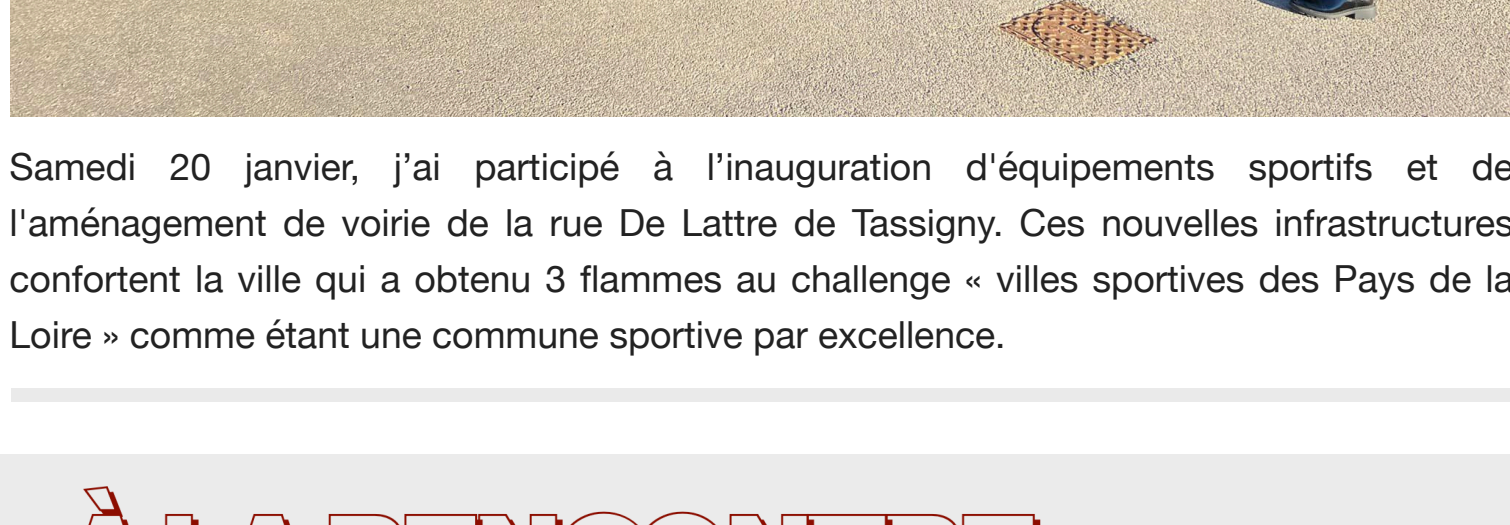 Samedi 20 janvier, j’ai participé à l’inauguration d'équipements sportifs et de
l'aménagement de voirie de la rue De Lattre de Tassigny. Ces nouvelles infrastructures
confortent la ville qui a obtenu 3 flammes au challenge « villes sportives des Pays de la
Loire » comme étant une commune sportive par excellence.
À LA RENCONTRE